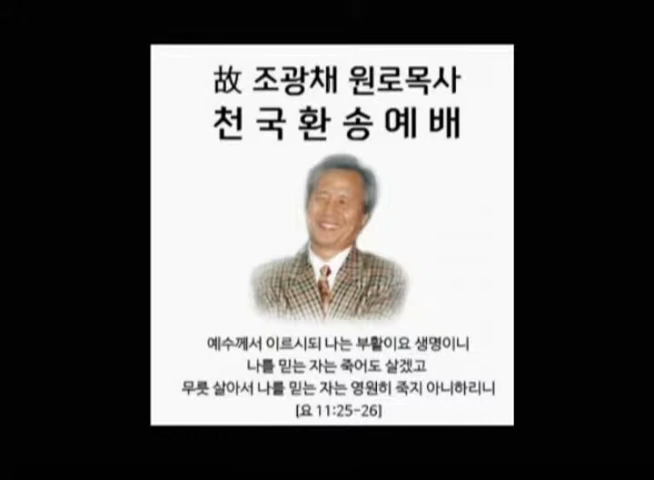 故 조광채 원로목사
천국환송예배
예수께서 이르시되 나는 부활이요 생명이니
나를 믿는 자는 죽어도 살겠고
무릇 살아서 나를 믿는 자는 영원히 죽지 아니하리니
[요 11:25-26]